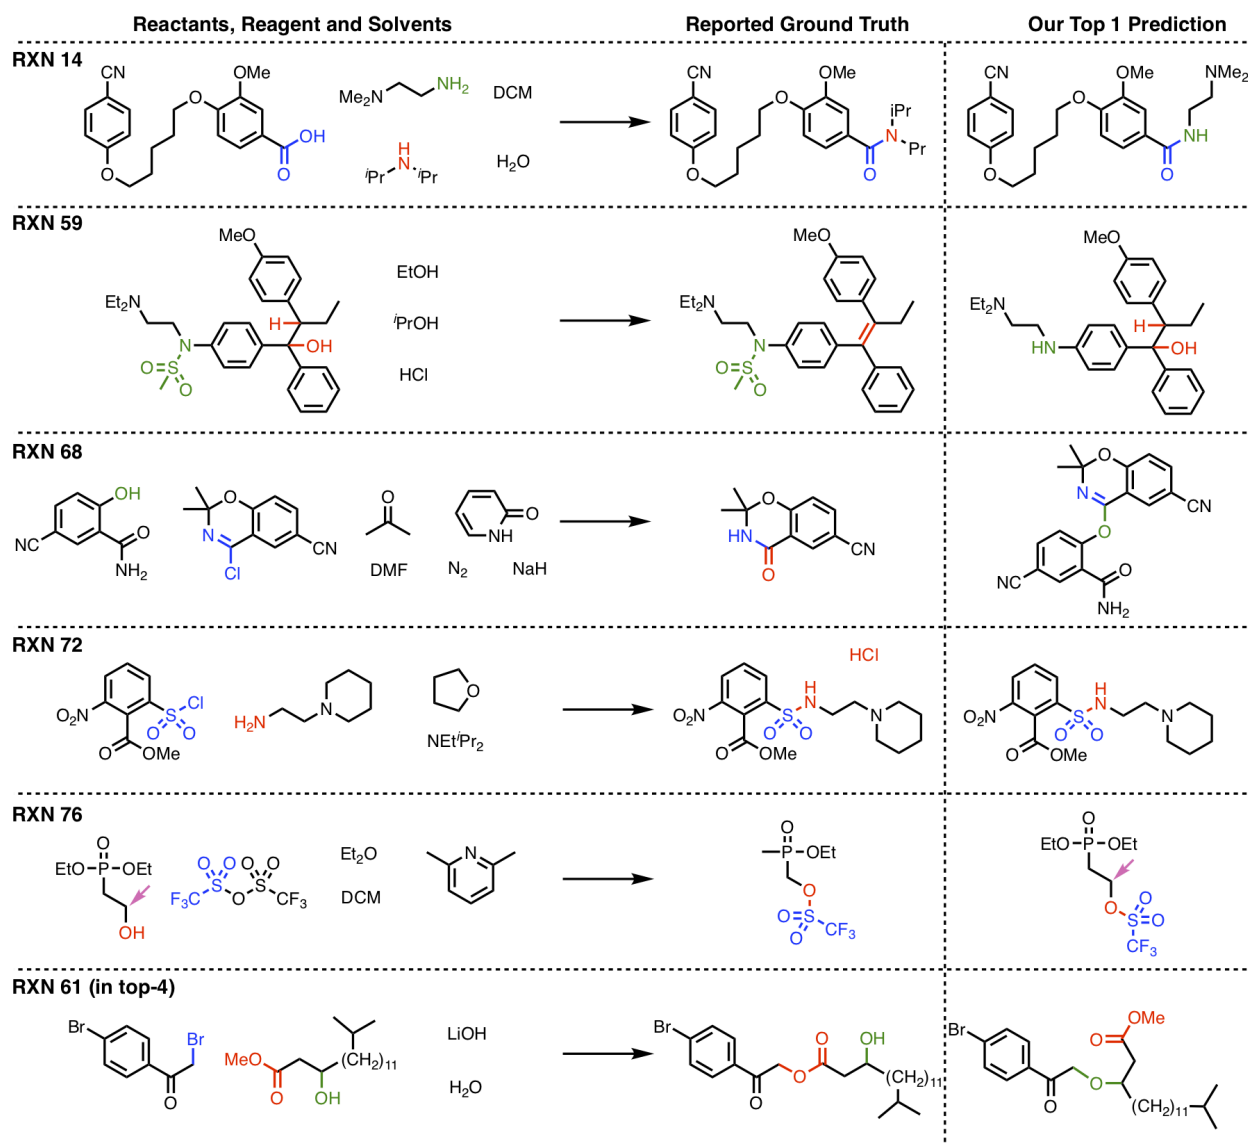 Reactants, Reagent and Solvents Reported Ground Truth Our Top 1 Prediction
RXN 14
CN OMe O OH O O
Me2N NH2 DCM
H N iPr iPr H2O
CN OMe O iPr N Pr O O
CN OMe NMe2 O NH O O
RXN 59
MeO Et2N H OH N O S O
EtOH
iPrOH
HCl
MeO Et2N N O S O
MeO Et2N H HN OH
RXN 68
OH O NC NH2
O N CN Cl
O DMF
O NH N2 NaH
O HN CN O
O N CN O O NC NH2
RXN 72
O2N Cl S O O O OMe
H2N N
O NEtiPr2
HCl
O2N H N S O O N O OMe
O2N H N S O O N O OMe
RXN 76
O EtO P OEt OH
O O O O S S F3C O CF3
Et2O
DCM
N
O P OEt O O S O CF3
O EtO P OEt O O S O CF3
RXN 61 (in top-4)
Br Br O
MeO O OH (CH2)11
LiOH
H2O
Br O O O OH (CH2)11
Br O O OMe O (CH2)11